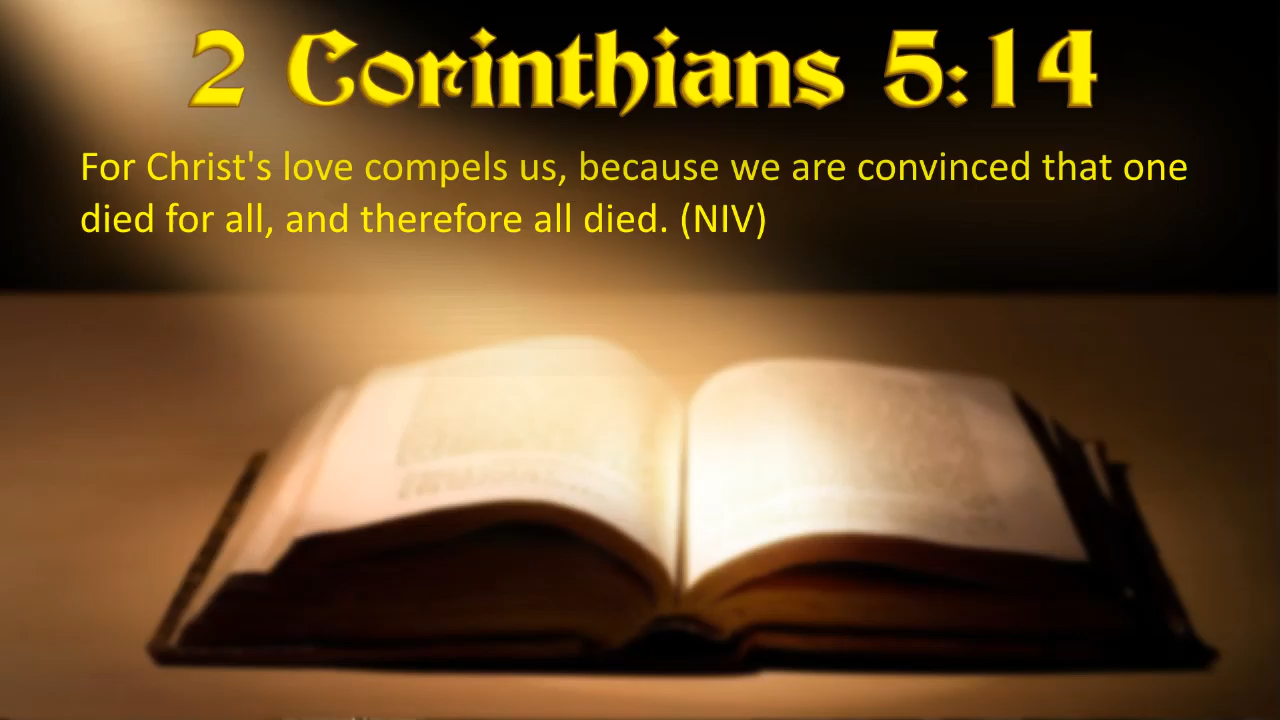 2 Corinthians 5:14
For Christ's love compels us, because we are convinced that one
died for all, and therefore all died. (NIV)